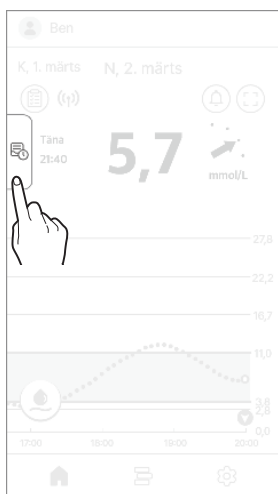 Ben
K, 1. märts N, 2. märts
Täna
21:40
5,7
mmol/L
27,8
22,2
16,7
11,0
3,8
2,8
0,0
17:00 18:00 19:00 20:00